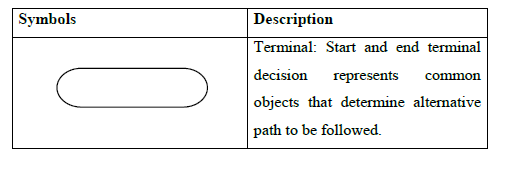 Symbols Description
Terminal: Start and end terminal
decision represents common
objects that determine alternative
path to be followed.